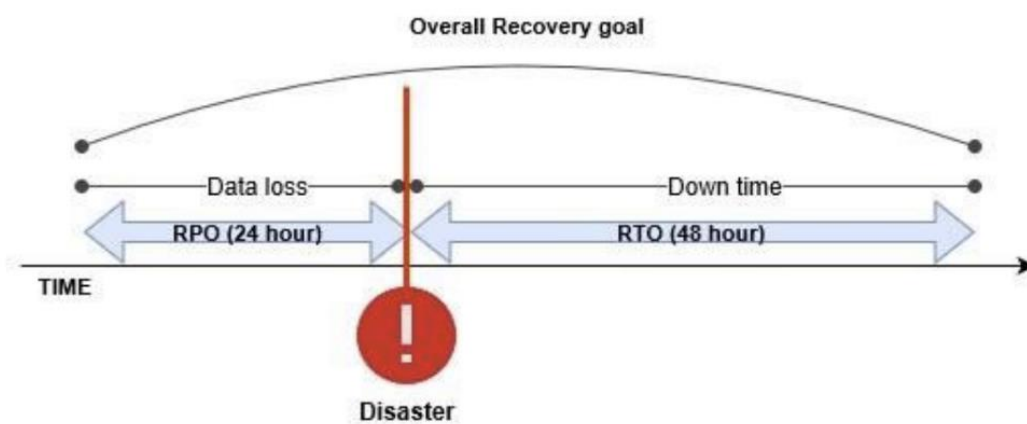 Overall Recovery goal
Data loss
Down time
RPO (24 hour)
RTO (48 hour)
TIME
!
Disaster